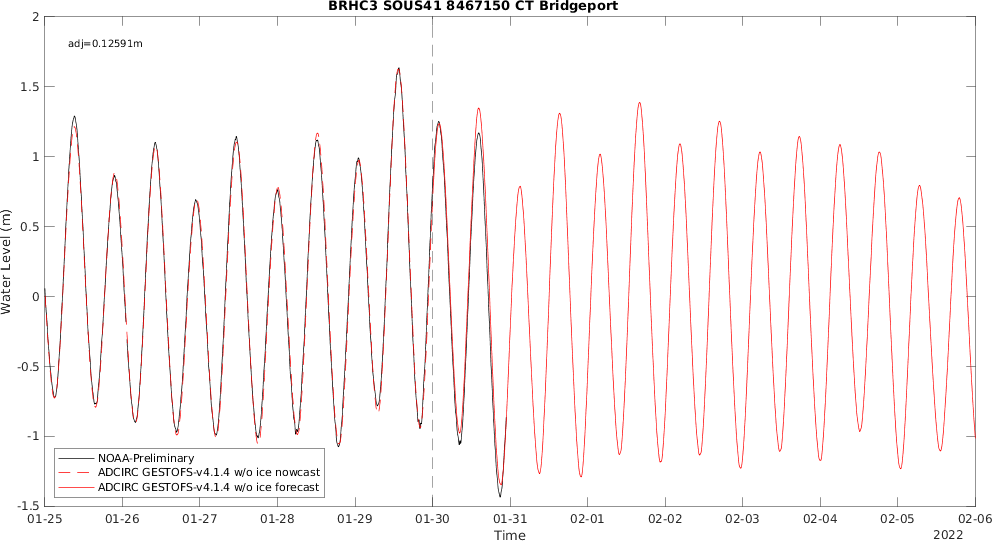 BRHC3 SOUS41 8467150 CT Bridgeport
adj=0.12591m
2
1.5
1
0.5
0
-0.5
-1
-1.5
Water Level (m)
NOAA-Preliminary
ADCIRC GESTOFS-v4.1.4 w/o ice nowcast
ADCIRC GESTOFS-v4.1.4 w/o ice forecast
01-25 01-26 01-27 01-28 01-29 01-30 01-31 02-01 02-02 02-03 02-04 02-05 02-06
Time
2022